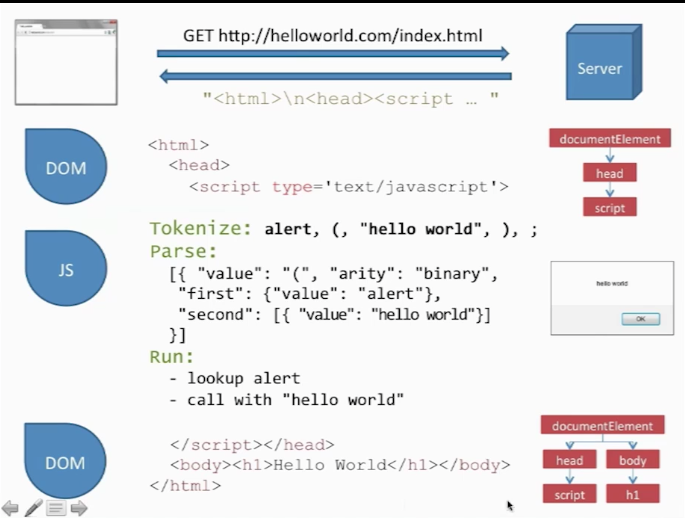 GET http://helloworld.com/index.html
Server
"<html>\n<head><script … "
DOM
<html>
<head>
<script type='text/javascript'>
documentElement
head
script
JS
Tokenize: alert, (, "hello world", ), ;
Parse:
[{ "value": "(", "arity": "binary",
"first": {"value": "alert"},
"second": [{ "value": "hello world"}]
}]
Run:
- lookup alert
- call with "hello world"
hello world
OK
DOM
</script></head>
<body><h1>Hello World</h1></body>
</html>
documentElement
head body
script h1